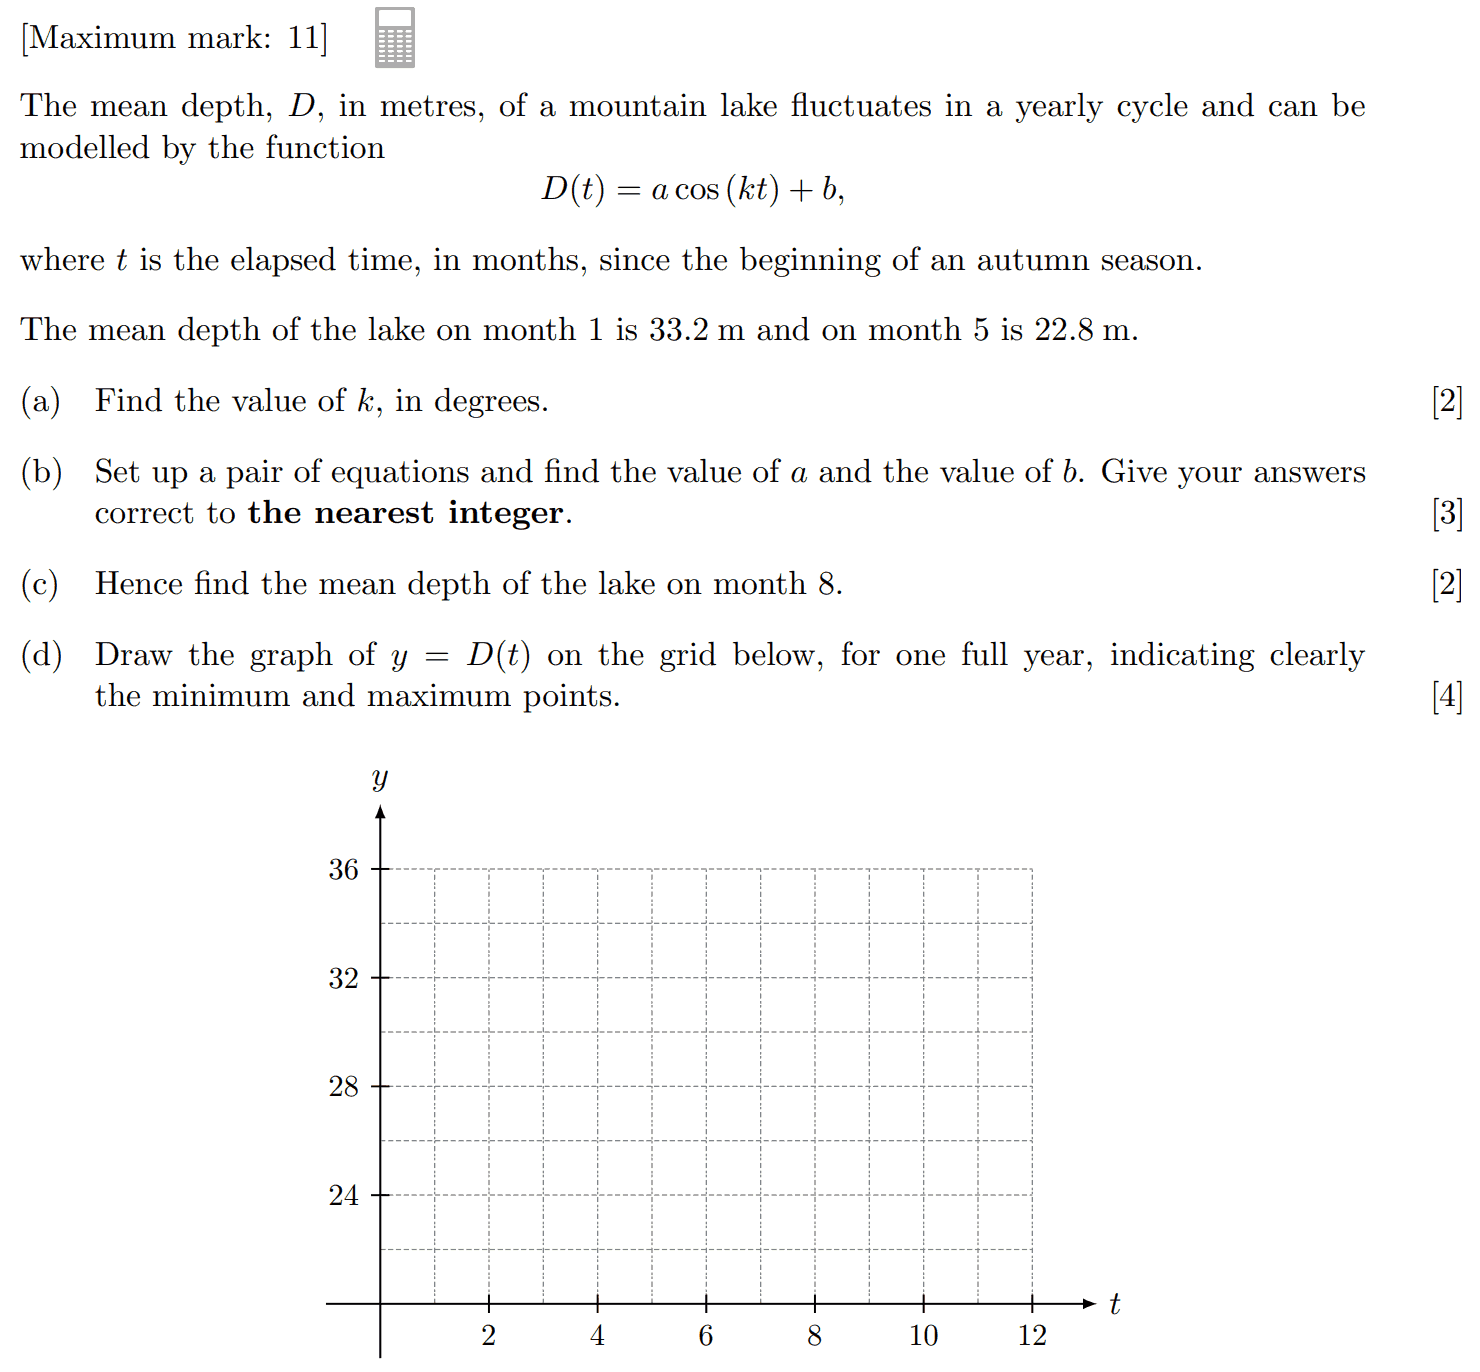 [Maximum mark: 11]
The mean depth, D, in metres, of a mountain lake fluctuates in a yearly cycle and can be
modelled by the function
D(t) = a cos (kt) + b,
where t is the elapsed time, in months, since the beginning of an autumn season.
The mean depth of the lake on month 1 is 33.2 m and on month 5 is 22.8 m.
(a) Find the value of k, in degrees. [2]
(b) Set up a pair of equations and find the value of a and the value of b. Give your answers
correct to the nearest integer. [3]
(c) Hence find the mean depth of the lake on month 8. [2]
(d) Draw the graph of y = D(t) on the grid below, for one full year, indicating clearly
the minimum and maximum points. [4]
y
36
32
28
24
t
2 4 6 8 10 12